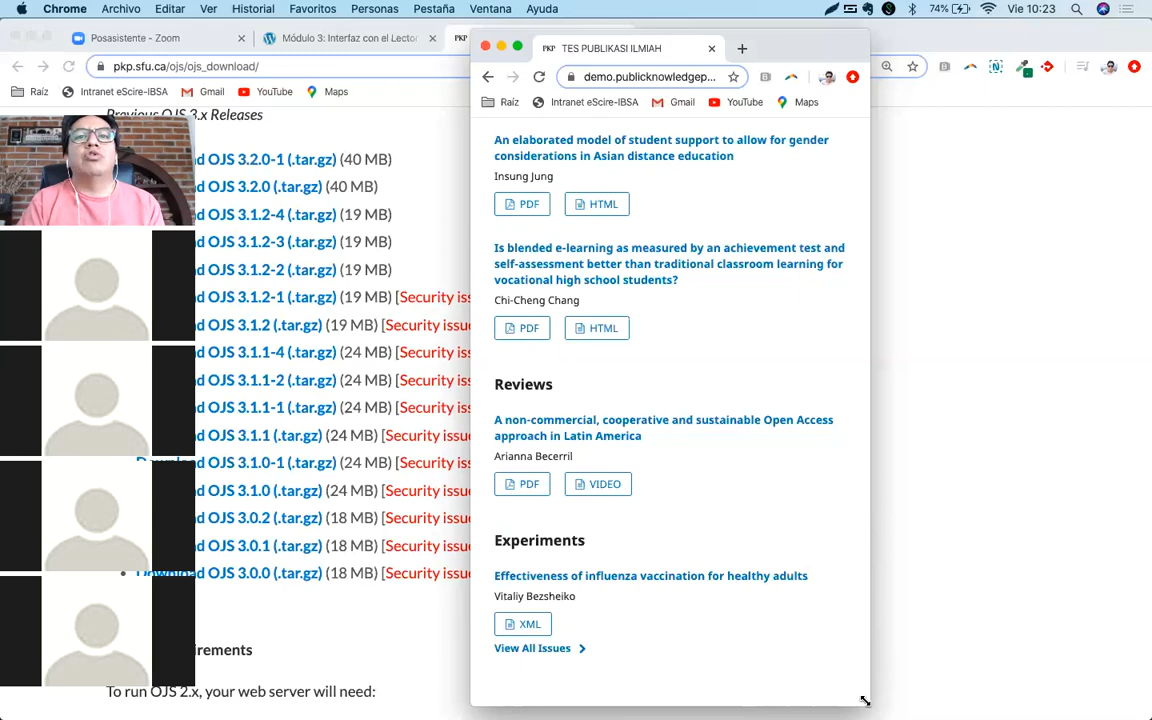 Chrome Archivo Editar Ver Historial Favoritos Personas Pestaña Ventana Ayuda 74% Vie 10:23
Posasistente - Zoom
Módulo 3: Interfaz con el Lector
PKP
pkp.sfu.ca/ojs/ojs_download/
Raíz Intranet eScire-IBSA Gmail YouTube Maps
Previous OJS 3.x Releases
d OJS 3.2.0-1 (.tar.gz) (40 MB)
d OJS 3.2.0 (.tar.gz) (40 MB)
d OJS 3.1.2-4 (.tar.gz) (19 MB)
d OJS 3.1.2-3 (.tar.gz) (19 MB)
d OJS 3.1.2-2 (.tar.gz) (19 MB)
d OJS 3.1.2-1 (.tar.gz) (19 MB) [Security iss
d OJS 3.1.2 (.tar.gz) (19 MB) [Security issue
d OJS 3.1.1-4 (.tar.gz) (24 MB) [Security iss
d OJS 3.1.1-2 (.tar.gz) (24 MB) [Security iss
d OJS 3.1.1-1 (.tar.gz) (24 MB) [Security iss
d OJS 3.1.1 (.tar.gz) (24 MB) [Security issue
d OJS 3.1.0-1 (.tar.gz) (24 MB) [Security iss
d OJS 3.1.0 (.tar.gz) (24 MB) [Security issue
d OJS 3.0.2 (.tar.gz) (18 MB) [Security issue
d OJS 3.0.1 (.tar.gz) (18 MB) [Security issue
Download OJS 3.0.0 (.tar.gz) (18 MB) [Security issue
irements
To run OJS 2.x, your web server will need:
PKP TES PUBLIKASI ILMIAH
demo.publicknowledgep...
Raíz Intranet eScire-IBSA Gmail YouTube Maps
An elaborated model of student support to allow for gender
considerations in Asian distance education
Insung Jung
PDF HTML
Is blended e-learning as measured by an achievement test and
self-assessment better than traditional classroom learning for
vocational high school students?
Chi-Cheng Chang
PDF HTML
Reviews
A non-commercial, cooperative and sustainable Open Access
approach in Latin America
Arianna Becerril
PDF VIDEO
Experiments
Effectiveness of influenza vaccination for healthy adults
Vitaliy Bezsheiko
XML
View All Issues